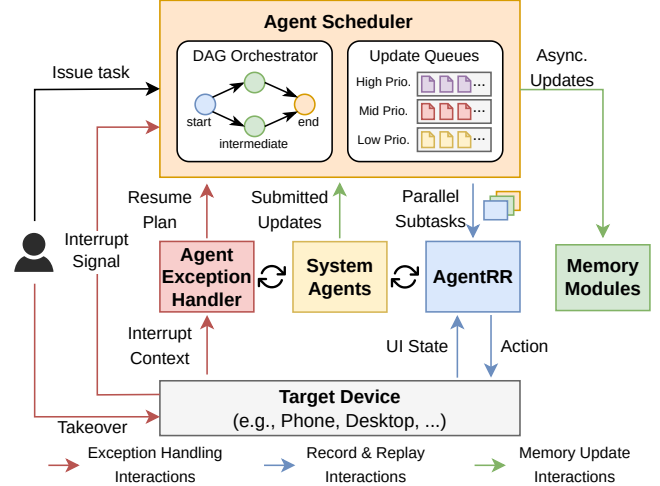 Agent Scheduler
Issue task
DAG Orchestrator
start
end
intermediate
Update Queues
High Prio.
...
Mid Prio.
...
Low Prio.
...
Async.
Updates
Interrupt
Signal
Resume
Plan
Submitted
Updates
Parallel
Subtasks
Agent
Exception
Handler
System
Agents
AgentRR
Memory
Modules
Interrupt
Context
UI State
Action
Takeover
Target Device
(e.g., Phone, Desktop, ...)
Exception Handling
Interactions
Record & Replay
Interactions
Memory Update
Interactions